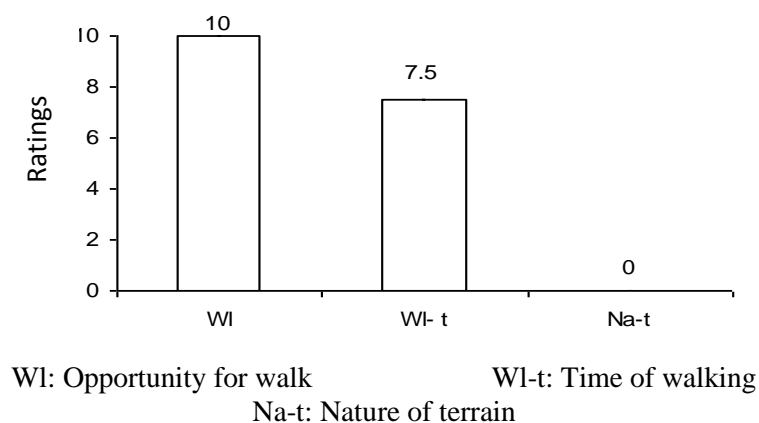 10
10
7.5
8
6
Ratings
4
2
0
0
Wl
Wl- t
Na-t
Wl: Opportunity for walk
Wl-t: Time of walking
Na-t: Nature of terrain